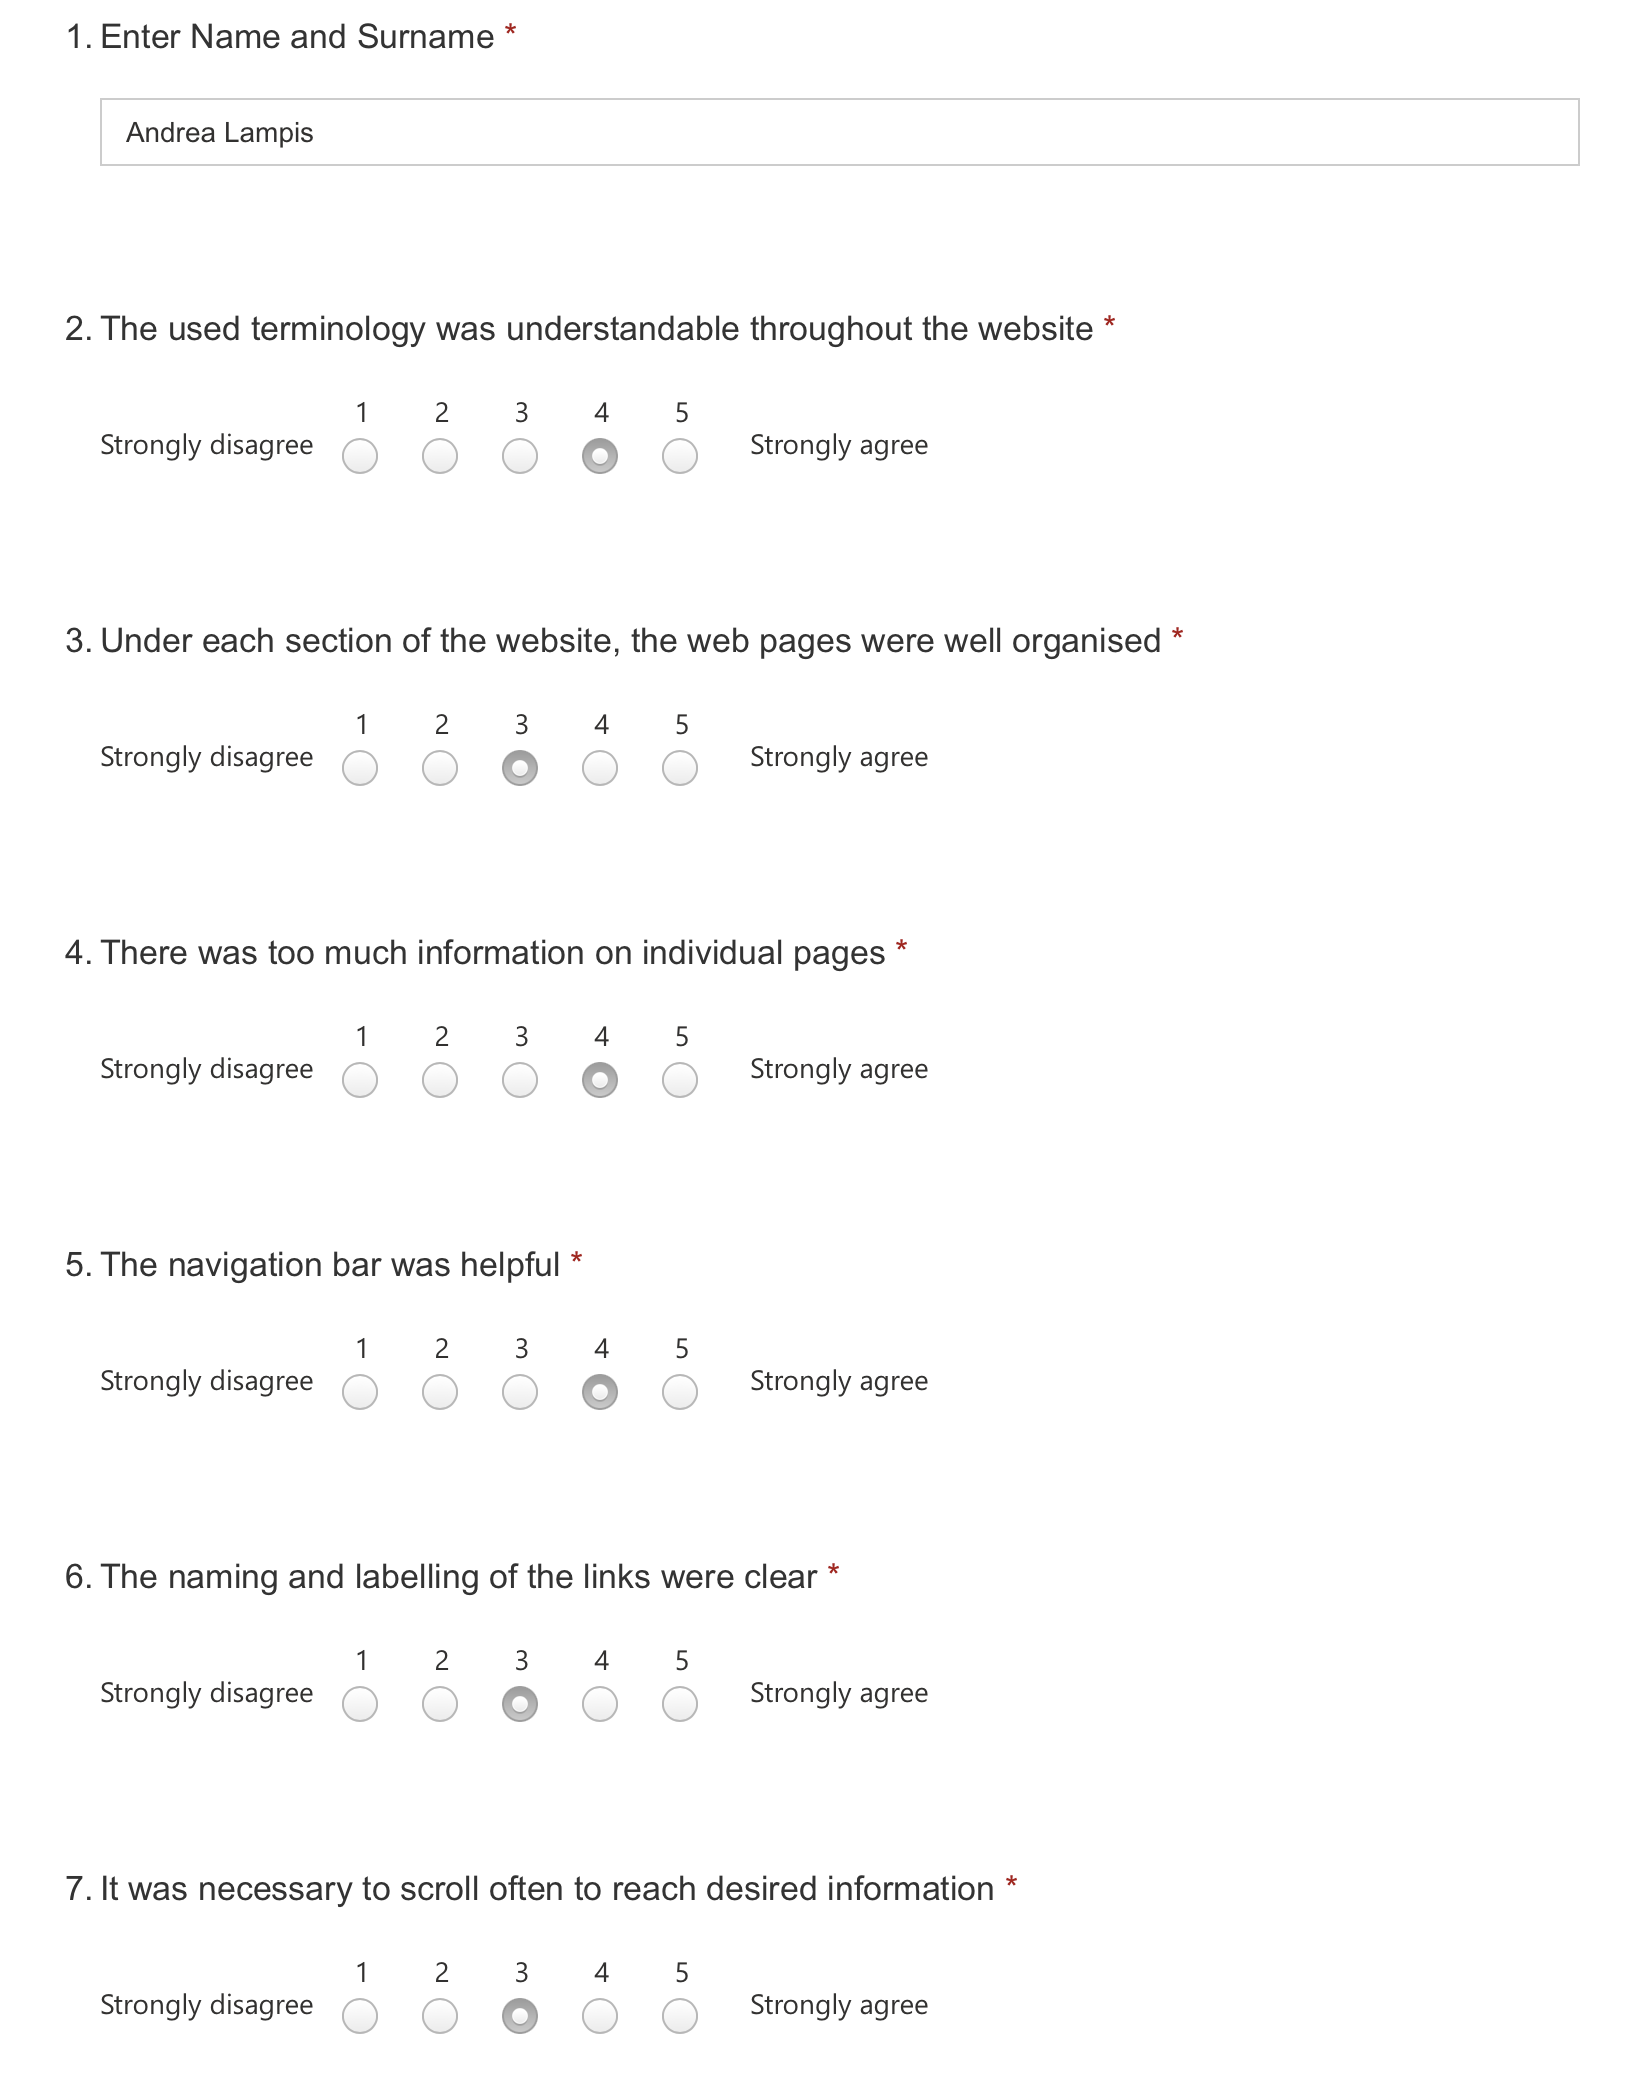 1. Enter Name and Surname *
Andrea Lampis
2. The used terminology was understandable throughout the website *
1 2 3 4 5
Strongly disagree Strongly agree
3. Under each section of the website, the web pages were well organised *
1 2 3 4 5
Strongly disagree Strongly agree
4. There was too much information on individual pages *
1 2 3 4 5
Strongly disagree Strongly agree
5. The navigation bar was helpful *
1 2 3 4 5
Strongly disagree Strongly agree
6. The naming and labelling of the links were clear *
1 2 3 4 5
Strongly disagree Strongly agree
7. It was necessary to scroll often to reach desired information *
1 2 3 4 5
Strongly disagree Strongly agree